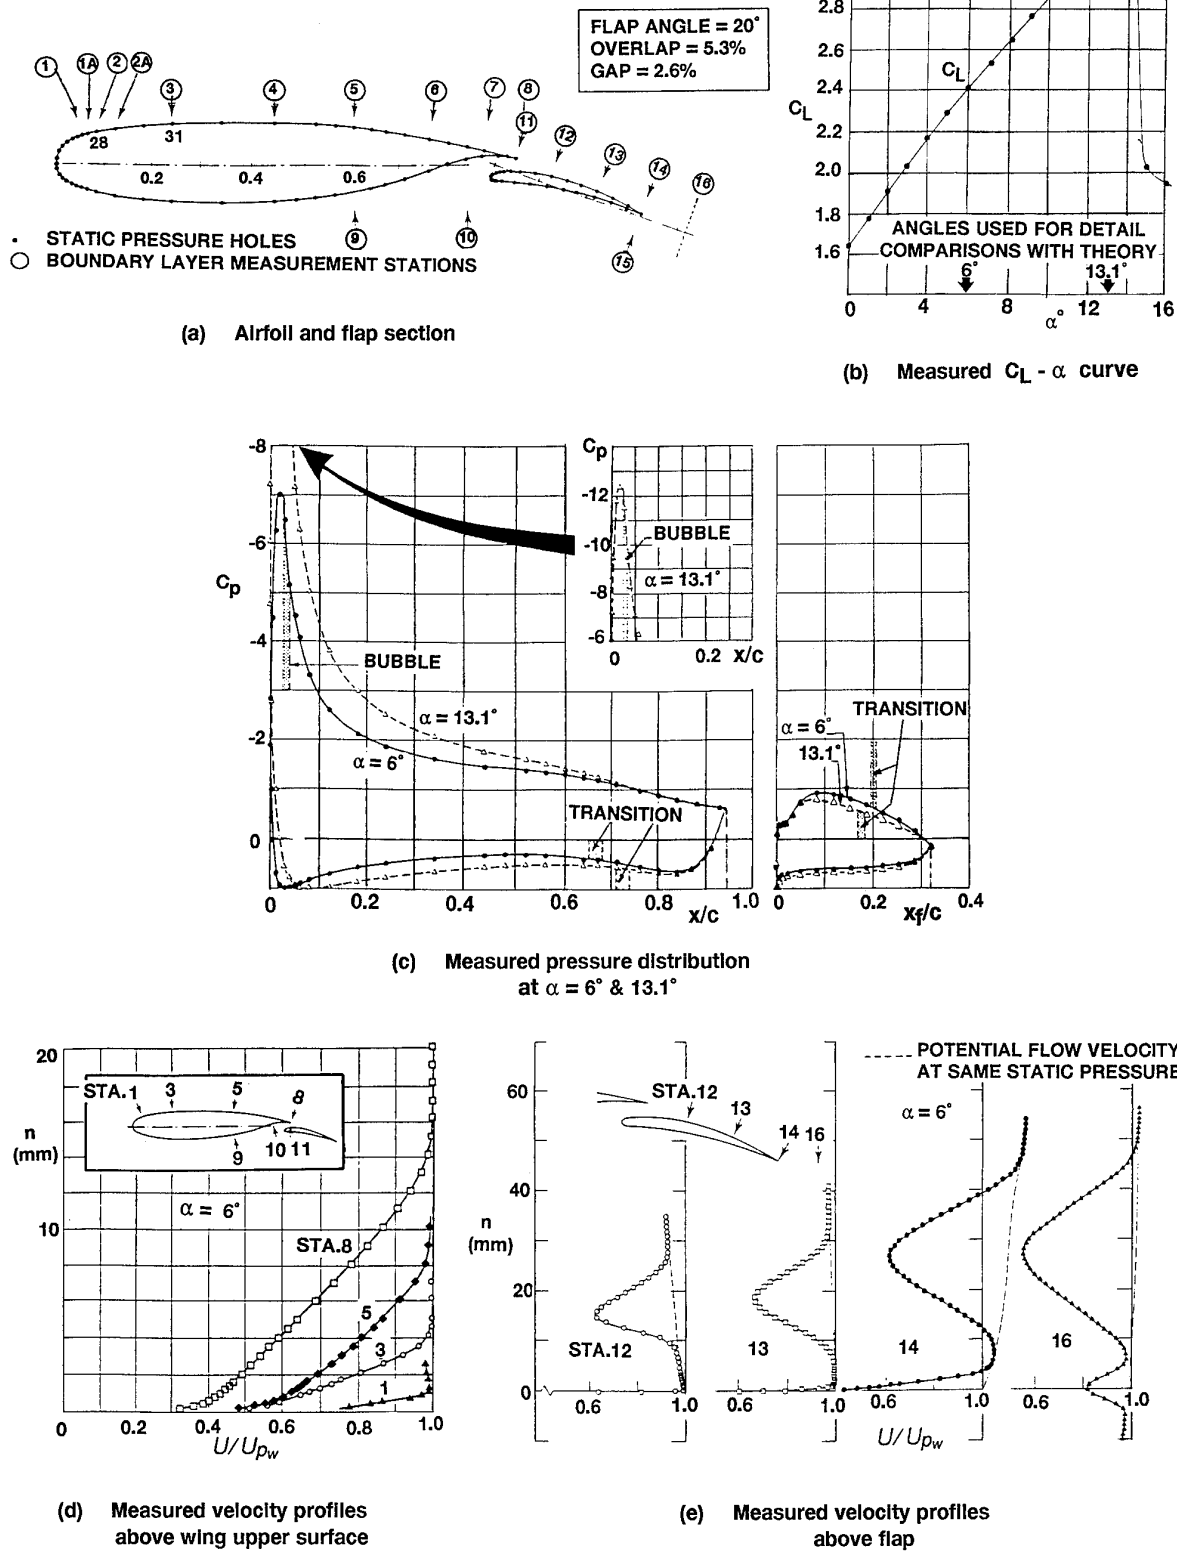 FLAP ANGLE = 20°
OVERLAP = 5.3%
GAP = 2.6%
1 1A 2 2A 3 4 5 6 7 8
11
12
13
14
16
28 31
0.2 0.4 0.6
9 10 15
• STATIC PRESSURE HOLES
○ BOUNDARY LAYER MEASUREMENT STATIONS
(a) Airfoil and flap section
2.8
2.6
2.4
2.2
2.0
1.8
1.6
CL
CL
ANGLES USED FOR DETAIL
COMPARISONS WITH THEORY
6° 13.1°
0 4 8 12 16
α°
(b) Measured CL - α curve
-8
-6
-4
-2
0
Cp
BUBBLE
α = 13.1°
α = 6°
TRANSITION
0 0.2 0.4 0.6 0.8 1.0
x/c
Cp
-12
-10
-8
-6
BUBBLE
α = 13.1°
0 0.2 x/c
TRANSITION
α = 6°
13.1°
0 0.2 0.4
xf/c
(c) Measured pressure distribution
at α = 6° & 13.1°
20
n
(mm)
10
STA.1 3 5 8
9 10 11
α = 6°
STA.8
5
3
1
0 0.2 0.4 0.6 0.8 1.0
U/Upw
(d) Measured velocity profiles
above wing upper surface
60
40
n
(mm)
20
0
STA.12
13
14 16
---- POTENTIAL FLOW VELOCITY
AT SAME STATIC PRESSURE
α = 6°
STA.12 13 14 16
0.6 1.0 0.6 1.0 0.6 1.0 0.6 1.0
U/Upw
(e) Measured velocity profiles
above flap